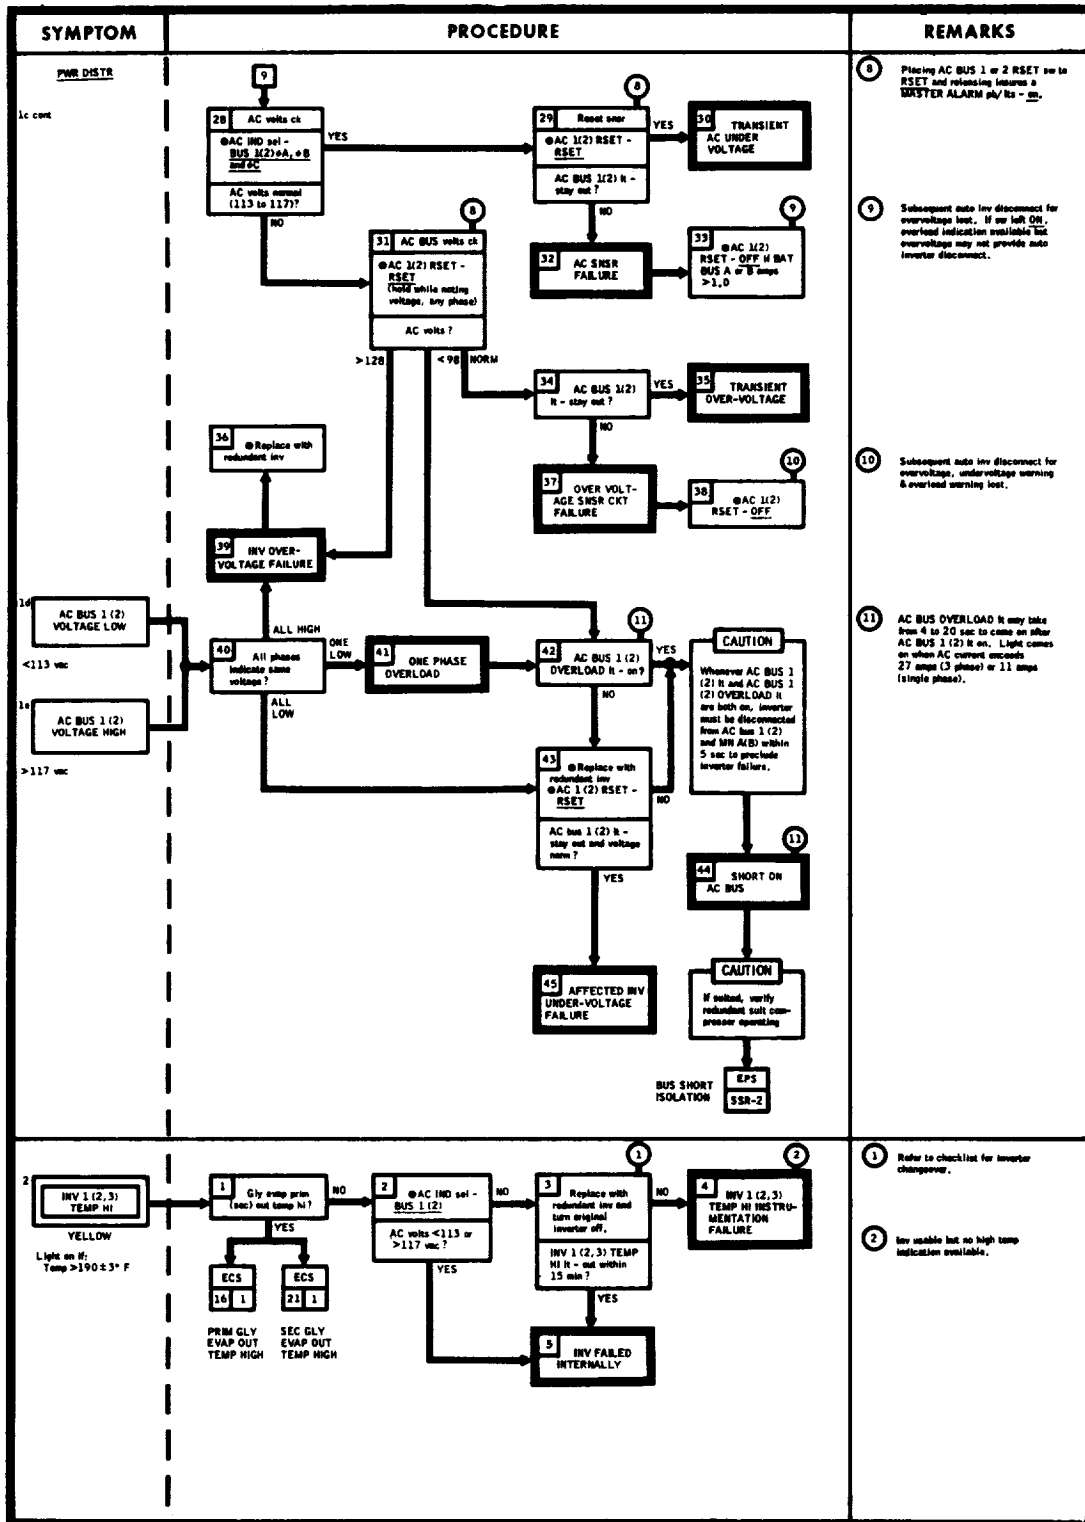 SYMPTOM
PROCEDURE
REMARKS
PWR DISTR
1c cont
9
28 AC volts ck
●AC IND sel -
BUS 1(2)φA, φB
and φC
AC volts normal
(113 to 117)?
YES
NO
8
29 Reset snsr
●AC 1(2) RSET -
RSET
AC BUS 1(2) lt -
stay out?
YES
NO
30 TRANSIENT
AC UNDER
VOLTAGE
8
31 AC BUS volts ck
●AC 1(2) RSET -
RSET
(hold while noting
voltage, any phase)
AC volts?
>128
<98
NORM
32 AC SNSR
FAILURE
9
33 ●AC 1(2)
RSET - OFF if BAT
BUS A or B amps
>1.0
34 AC BUS 1(2)
lt - stay out?
YES
NO
35 TRANSIENT
OVER-VOLTAGE
36 ●Replace with
redundant inv
37 OVER VOLT-
AGE SNSR CKT
FAILURE
10
38 ●AC 1(2)
RSET - OFF
39 INV OVER-
VOLTAGE FAILURE
1d
AC BUS 1 (2)
VOLTAGE LOW
<113 vac
1e
AC BUS 1 (2)
VOLTAGE HIGH
>117 vac
ALL HIGH
40 All phases
indicate same
voltage?
ONE
LOW
ALL
LOW
41 ONE PHASE
OVERLOAD
11
42 AC BUS 1 (2)
OVERLOAD lt - on?
YES
NO
43 ●Replace with
redundant inv
●AC 1 (2) RSET -
RSET
AC bus 1 (2) lt -
stay out and voltage
norm?
NO
YES
CAUTION
Whenever AC BUS 1
(2) lt and AC BUS 1
(2) OVERLOAD lt
are both on, inverter
must be disconnected
from AC bus 1 (2)
and MN A(B) within
5 sec to preclude
inverter failure.
11
44 SHORT ON
AC BUS
CAUTION
If suited, verify
redundant suit com-
pressor operating
45 AFFECTED INV
UNDER-VOLTAGE
FAILURE
BUS SHORT
ISOLATION
EPS
SSR-2
8 Placing AC BUS 1 or 2 RSET sw to
RSET and releasing insures a
MASTER ALARM pb/lts - on.
9 Subsequent auto inv disconnect for
overvoltage lost. If sw left ON,
overload indication available but
overvoltage may not provide auto
inverter disconnect.
10 Subsequent auto inv disconnect for
overvoltage, undervoltage warning
& overload warning lost.
11 AC BUS OVERLOAD lt may take
from 4 to 20 sec to come on after
AC BUS 1 (2) lt on. Light comes
on when AC current exceeds
27 amps (3 phase) or 11 amps
(single phase).
2
INV 1 (2,3)
TEMP HI
YELLOW
Light on if:
Temp >190±3° F
1 Gly evap prim
(sec) out temp hi?
NO
YES
ECS
16 1
ECS
21 1
PRIM GLY
EVAP OUT
TEMP HIGH
SEC GLY
EVAP OUT
TEMP HIGH
2 ●AC IND sel -
BUS 1 (2)
AC volts <113 or
>117 vac?
NO
YES
1
3 Replace with
redundant inv and
turn original
inverter off.
INV 1 (2,3) TEMP
HI lt - out within
15 min?
NO
YES
2
4 INV 1 (2,3)
TEMP HI INSTRU-
MENTATION
FAILURE
5 INV FAILED
INTERNALLY
1 Refer to checklist for inverter
changeover.
2 Inv usable but no high temp
indication available.